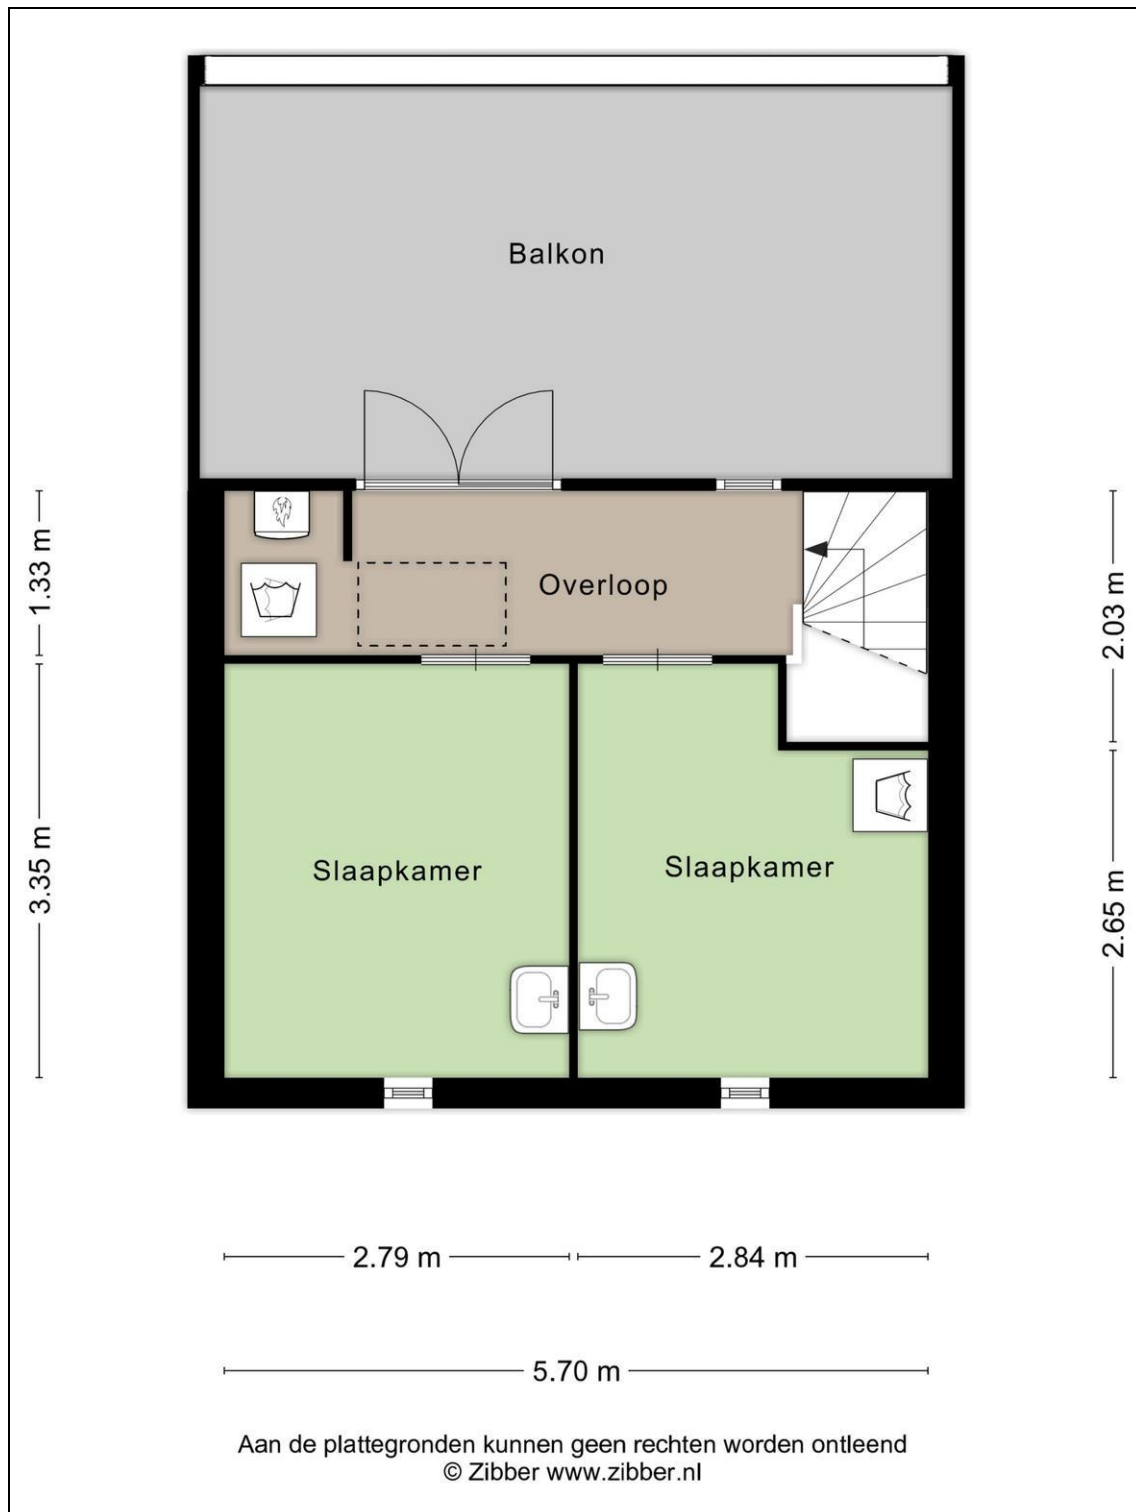 Balkon
Overloop
1.33 m
2.03 m
Slaapkamer
Slaapkamer
3.35 m
2.65 m
2.79 m
2.84 m
5.70 m
Aan de plattegronden kunnen geen rechten worden ontleend
© Zibber www.zibber.nl